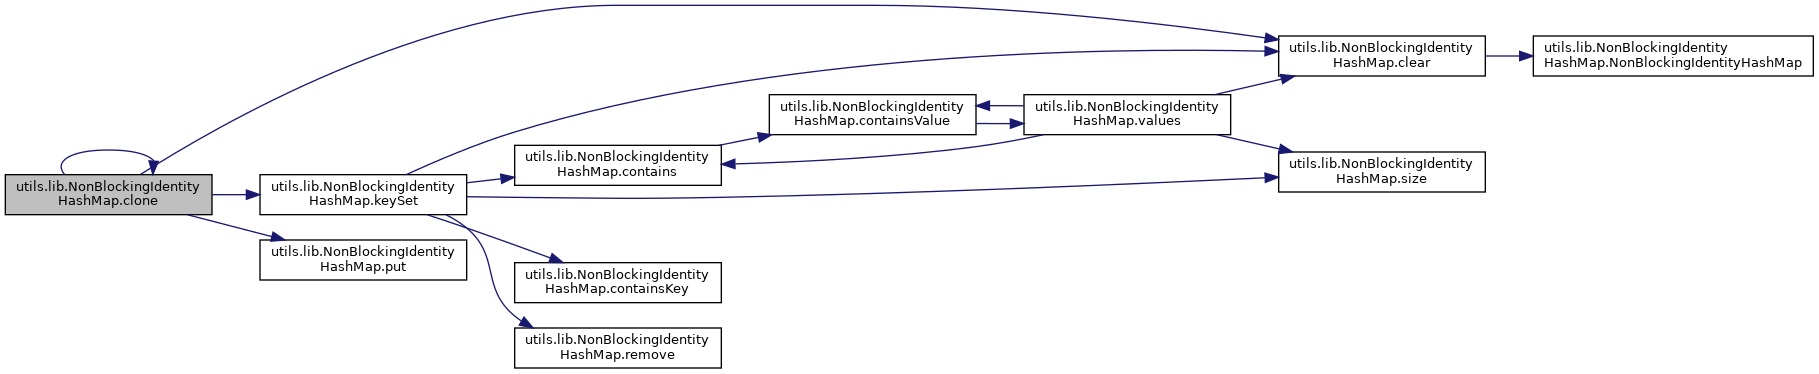 utils.lib.NonBlockingIdentity
HashMap.clone
utils.lib.NonBlockingIdentity
HashMap.keySet
utils.lib.NonBlockingIdentity
HashMap.put
utils.lib.NonBlockingIdentity
HashMap.contains
utils.lib.NonBlockingIdentity
HashMap.containsKey
utils.lib.NonBlockingIdentity
HashMap.remove
utils.lib.NonBlockingIdentity
HashMap.containsValue
utils.lib.NonBlockingIdentity
HashMap.values
utils.lib.NonBlockingIdentity
HashMap.clear
utils.lib.NonBlockingIdentity
HashMap.size
utils.lib.NonBlockingIdentity
HashMap.NonBlockingIdentityHashMap